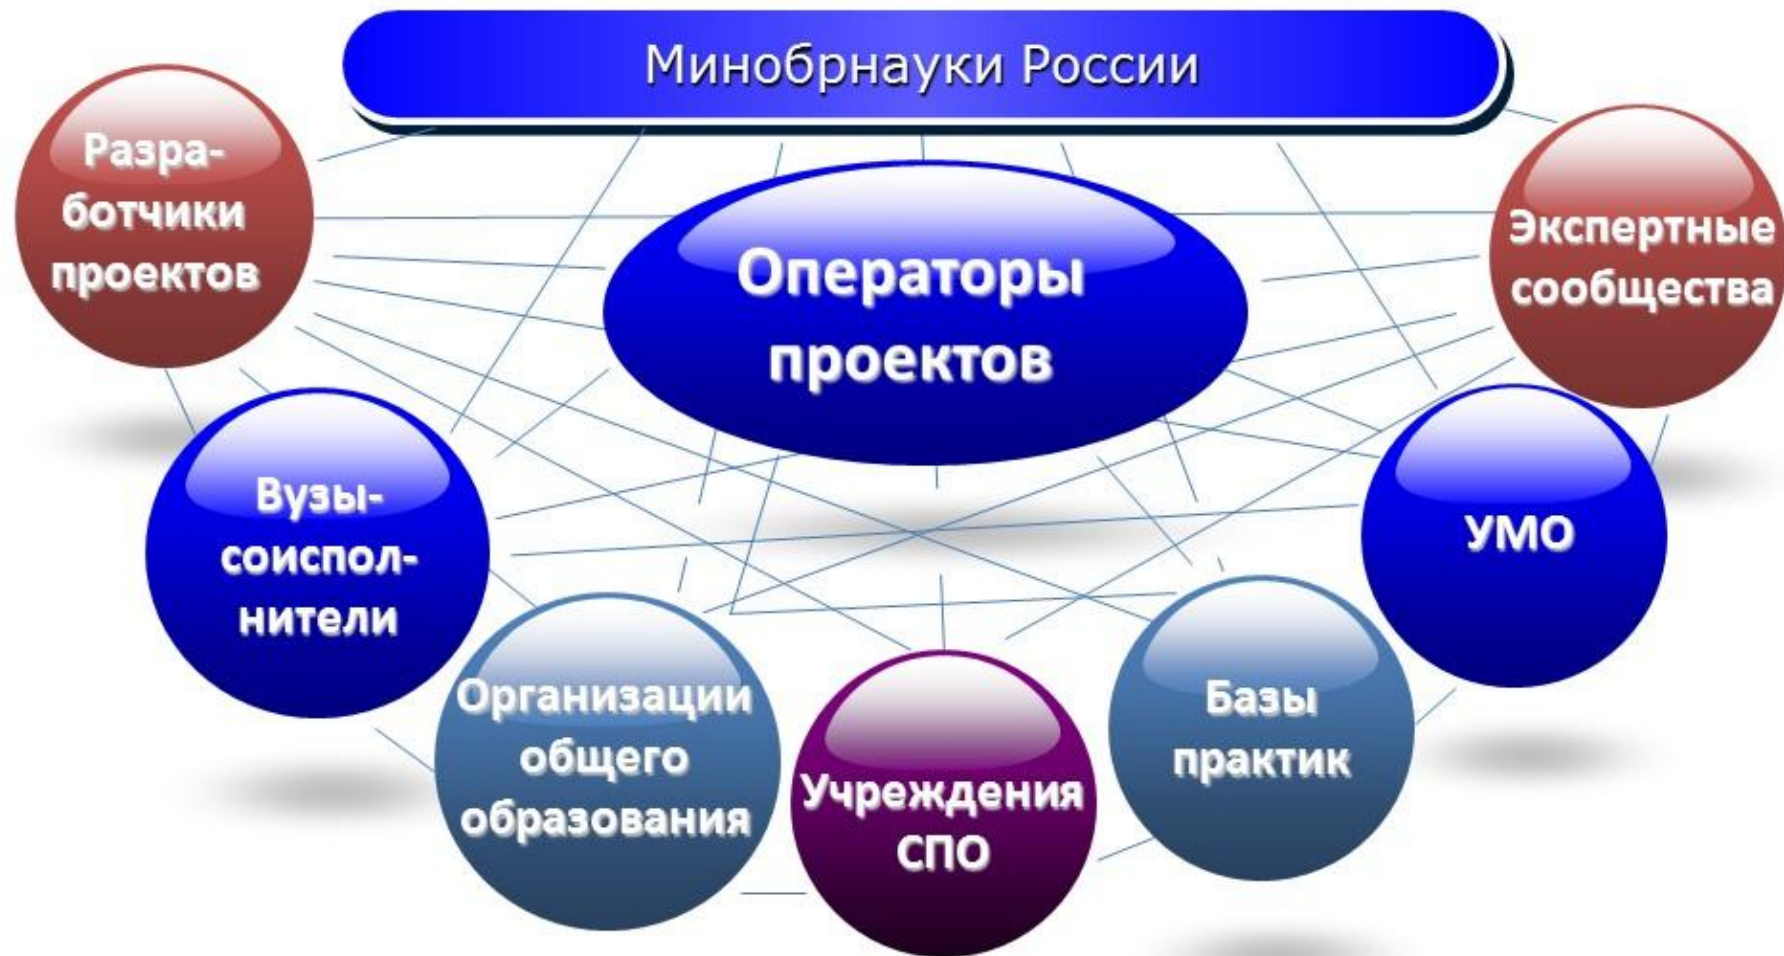 Минобрнауки России
Разра-
ботчики
проектов
Операторы
проектов
Экспертные
сообщества
Вузы-
соиспол-
нители
УМО
Организации
общего
образования
Учреждения
СПО
Базы
практик